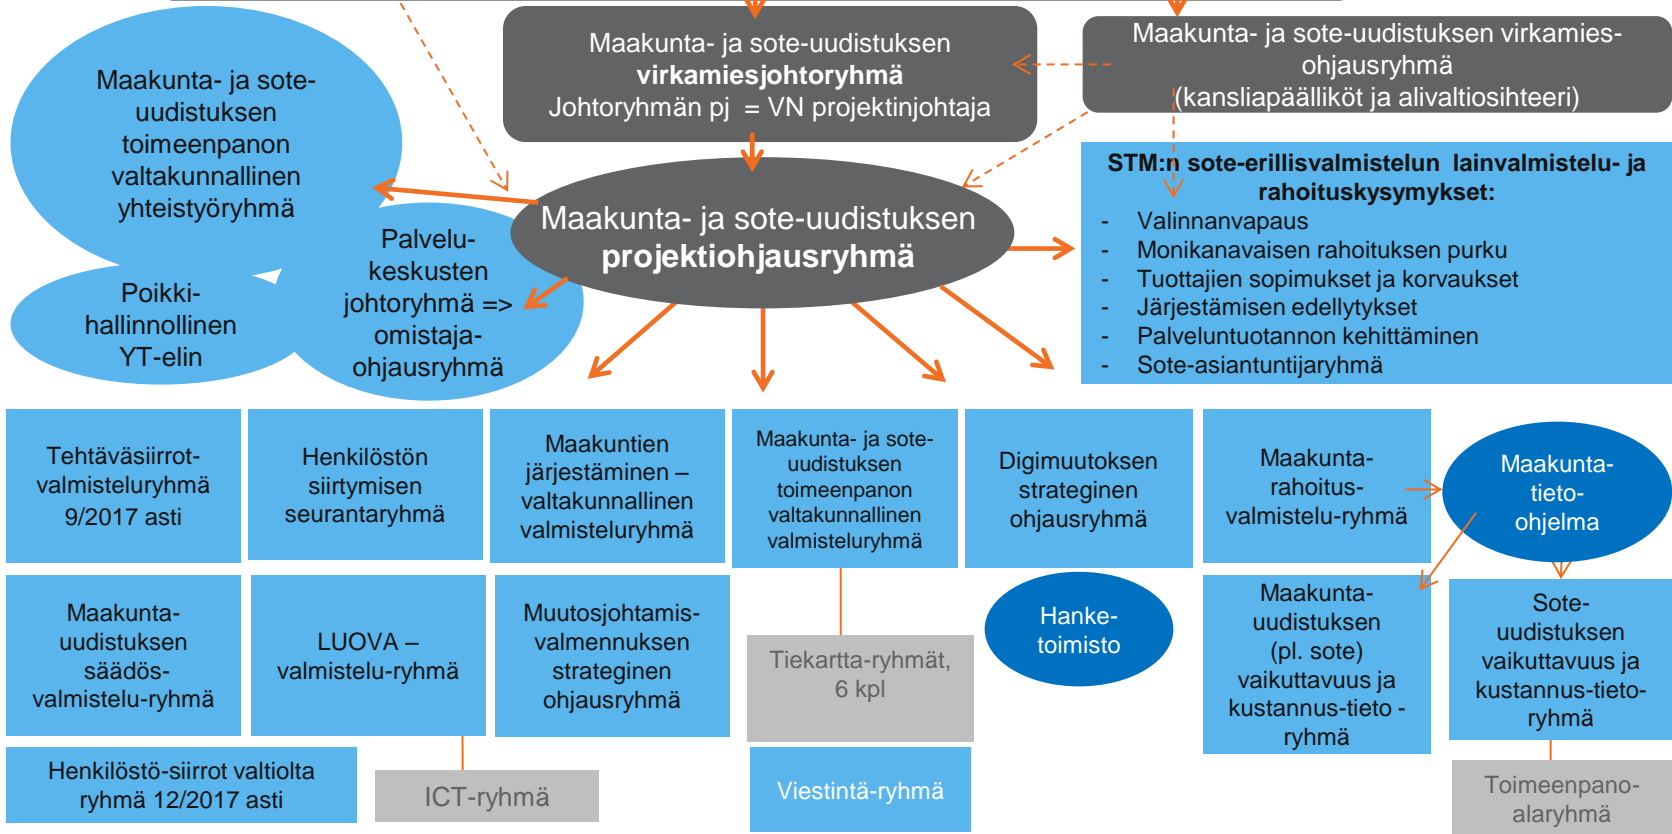 Maakunta- ja sote-uudistuksen
virkamiesjohtoryhmä
Johtoryhmän pj = VN projektinjohtaja
Maakunta- ja sote-uudistuksen virkamies-
ohjausryhmä
(kansliapäälliköt ja alivaltiosihteeri)
Maakunta- ja sote-
uudistuksen
toimeenpanon
valtakunnallinen
yhteistyöryhmä
Maakunta- ja sote-uudistuksen
projektiohjausryhmä
STM:n sote-erillisvalmistelun lainvalmistelu- ja
rahoituskysymykset:
- Valinnanvapaus
- Monikanavaisen rahoituksen purku
- Tuottajien sopimukset ja korvaukset
- Järjestämisen edellytykset
- Palveluntuotannon kehittäminen
- Sote-asiantuntijaryhmä
Palvelu-
keskusten
johtoryhmä =>
omistaja-
ohjausryhmä
Poikki-
hallinnollinen
YT-elin
Tehtäväsiirrot-
valmisteluryhmä
9/2017 asti
Henkilöstön
siirtymisen
seurantaryhmä
Maakuntien
järjestäminen –
valtakunnallinen
valmisteluryhmä
Maakunta- ja sote-
uudistuksen
toimeenpanon
valtakunnallinen
valmisteluryhmä
Digimuutoksen
strateginen
ohjausryhmä
Maakunta-
rahoitus-
valmistelu-ryhmä
Maakunta-
tieto-
ohjelma
Maakunta-
uudistuksen
säädös-
valmistelu-ryhmä
LUOVA –
valmistelu-ryhmä
Muutosjohtamis-
valmennuksen
strateginen
ohjausryhmä
Tiekartta-ryhmät,
6 kpl
Hanke-
toimisto
Maakunta-
uudistuksen
(pl. sote)
vaikuttavuus ja
kustannus-tieto -
ryhmä
Sote-
uudistuksen
vaikuttavuus ja
kustannus-tieto-
ryhmä
Henkilöstö-siirrot valtiolta
ryhmä 12/2017 asti
ICT-ryhmä
Viestintä-ryhmä
Toimeenpano-
alaryhmä